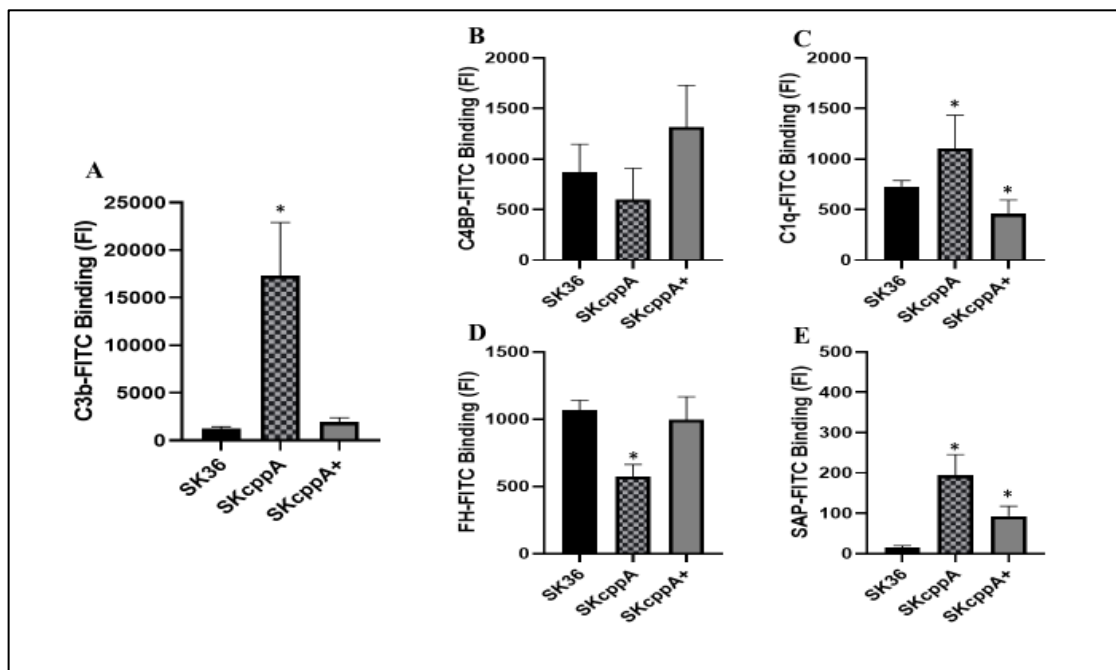 A
C3b-FITC Binding (FI)
25000
20000
15000
10000
5000
0
*
SK36
SKcppA
SKcppA+
B
C4BP-FITC Binding (FI)
2000
1500
1000
500
0
SK36
SKcppA
SKcppA+
C
C1q-FITC Binding (FI)
2000
1500
1000
500
0
*
*
SK36
SKcppA
SKcppA+
D
FH-FITC Binding (FI)
1500
1000
500
0
*
SK36
SKcppA
SKcppA+
E
SAP-FITC Binding (FI)
500
400
300
200
100
0
*
*
SK36
SKcppA
SKcppA+